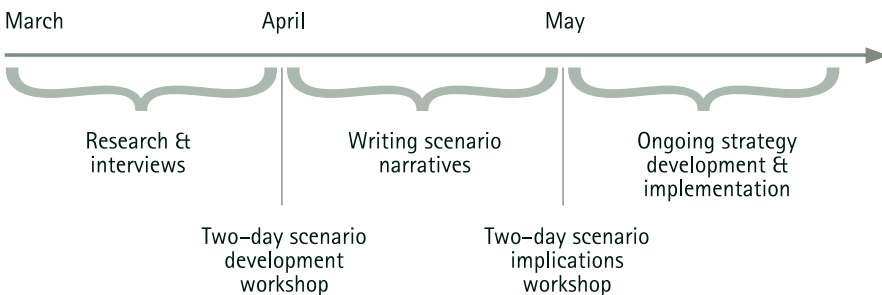 March
April
May
Research &
interviews
Writing scenario
narratives
Ongoing strategy
development &
implementation
Two–day scenario
development
workshop
Two–day scenario
implications
workshop